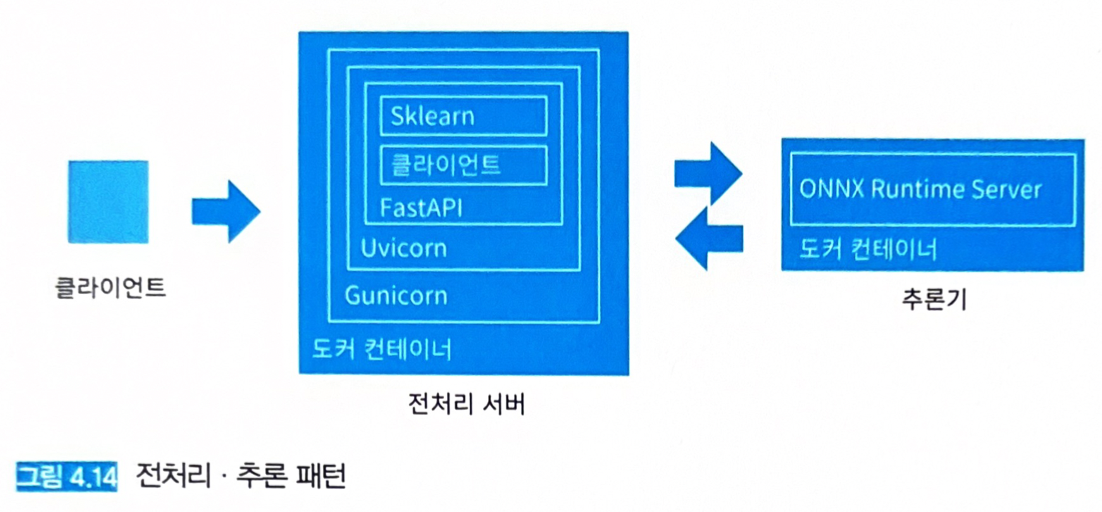 클라이언트
Sklearn
클라이언트
FastAPI
Uvicorn
Gunicorn
도커 컨테이너
전처리 서버
ONNX Runtime Server
도커 컨테이너
추론기
그림 4.14 전처리 · 추론 패턴